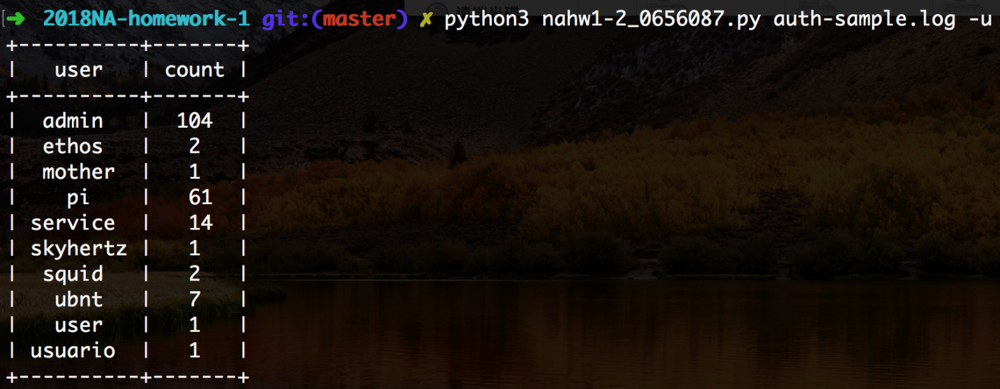 ➜  2018NA-homework-1 git:(master) ✗ python3 nahw1-2_0656087.py auth-sample.log -u
+----------+-------+
|   user   | count |
+----------+-------+
|  admin   |  104  |
|  ethos   |   2   |
|  mother  |   1   |
|    pi    |   61  |
| service  |   14  |
| skyhertz |   1   |
|  squid   |   2   |
|   ubnt   |   7   |
|   user   |   1   |
| usuario  |   1   |
+----------+-------+